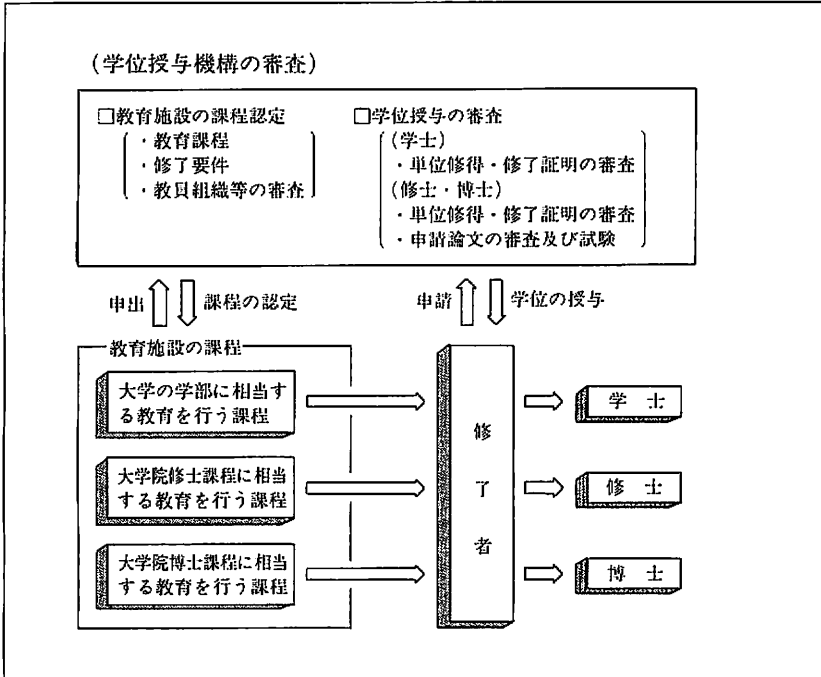 (学位授与機構の審査)
□教育施設の課程認定
・教育課程
・修了要件
・教員組織等の審査
□学位授与の審査
(学士)
・単位修得・修了証明の審査
(修士・博士)
・単位修得・修了証明の審査
・申請論文の審査及び試験
申出
課程の認定
申請
学位の授与
教育施設の課程
大学の学部に相当す
る教育を行う課程
大学院修士課程に相当
する教育を行う課程
大学院博士課程に相当
する教育を行う課程
修了者
学士
修士
博士